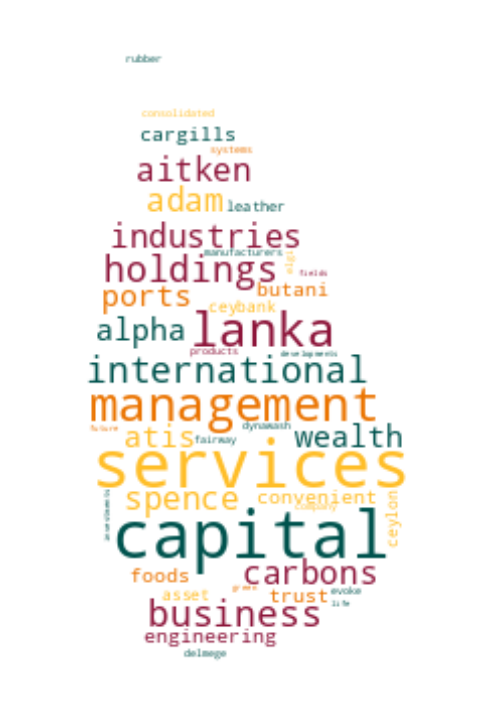 rubber
consolidated
cargills
systems
aitken
adam leather
industries
manufacturers
holdings algi fields
ports butani
ceybank
alpha lanka
products developments
international
management
future atis fairway dynawash wealth
services
spence convenient
company ceylon
capital
foods carbons
asset green trust evoke
life
business
engineering
delmege